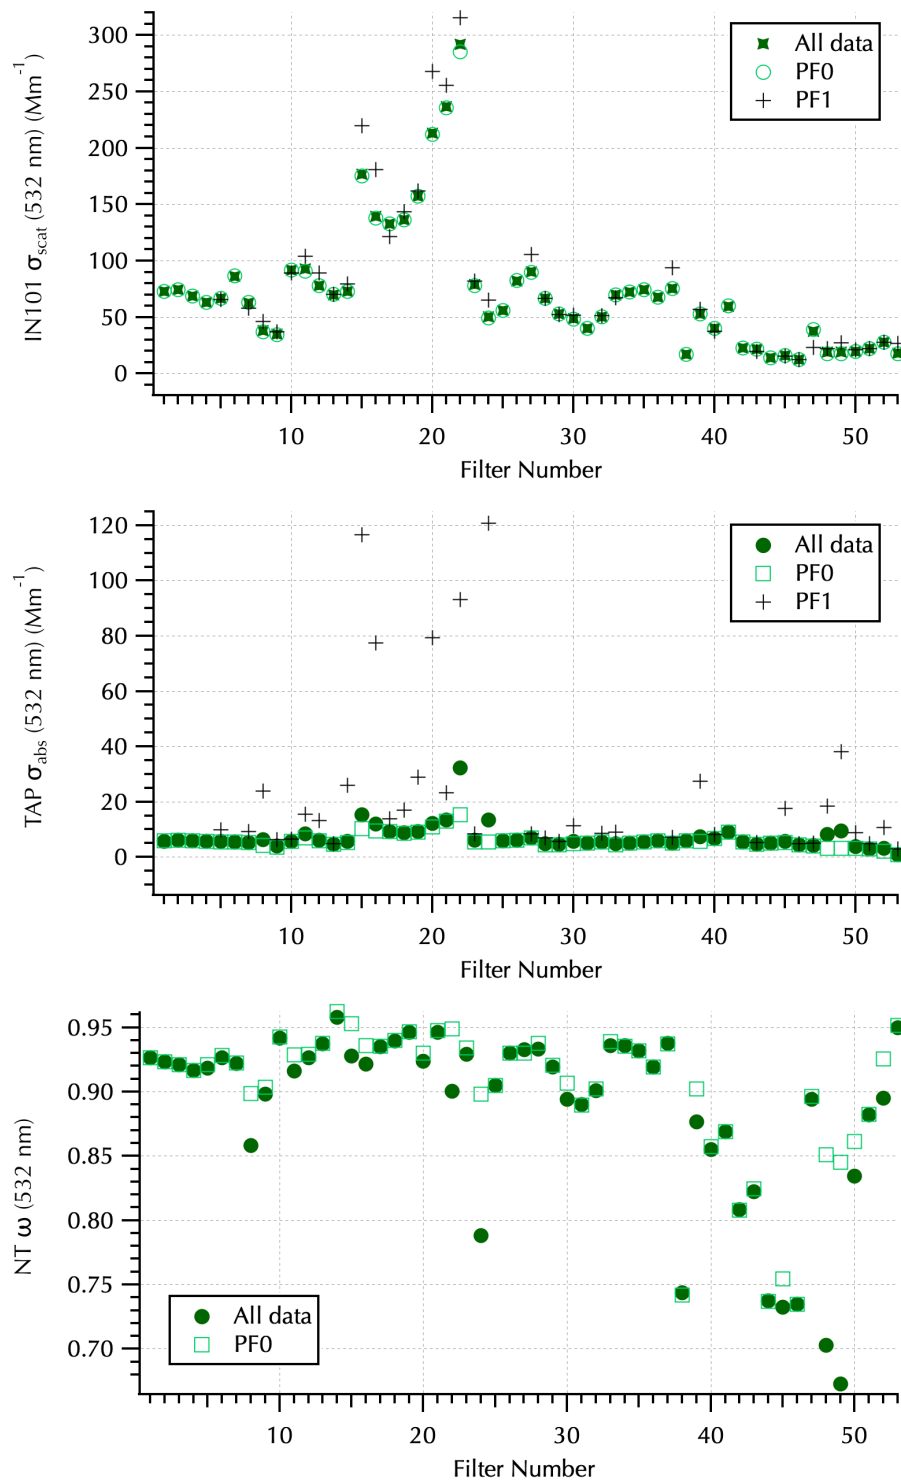 300
250
200
150
100
50
0
IN101 σscat (532 nm) (Mm⁻¹)
All data
PF0
PF1
10 20 30 40 50
Filter Number
120
100
80
60
40
20
0
TAP σabs (532 nm) (Mm⁻¹)
All data
PF0
PF1
10 20 30 40 50
Filter Number
0.95
0.90
0.85
0.80
0.75
0.70
NT ω (532 nm)
All data
PF0
10 20 30 40 50
Filter Number